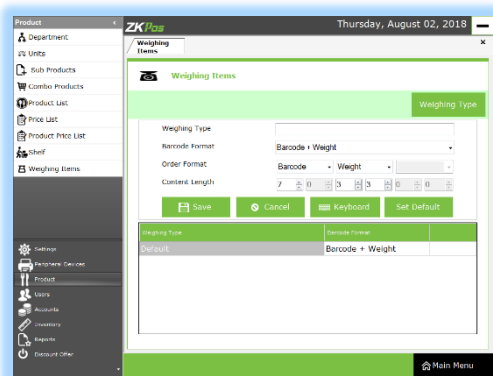 Product
Department
Units
Sub Products
Combo Products
Product List
Price List
Product Price List
Shelf
Weighing Items
Settings
Peripheral Devices
Product
Users
Accounts
Inventory
Reports
Discount Offer
ZKPos
Thursday, August 02, 2018
Weighing Items
Weighing Items
Weighing Type
Weighing Type
Barcode Format Barcode + Weight
Order Format Barcode Weight
Content Length 7 0 3 3 0 0
Save Cancel Keyboard Set Default
Weighing Type Barcode Format
Default Barcode + Weight
Main Menu